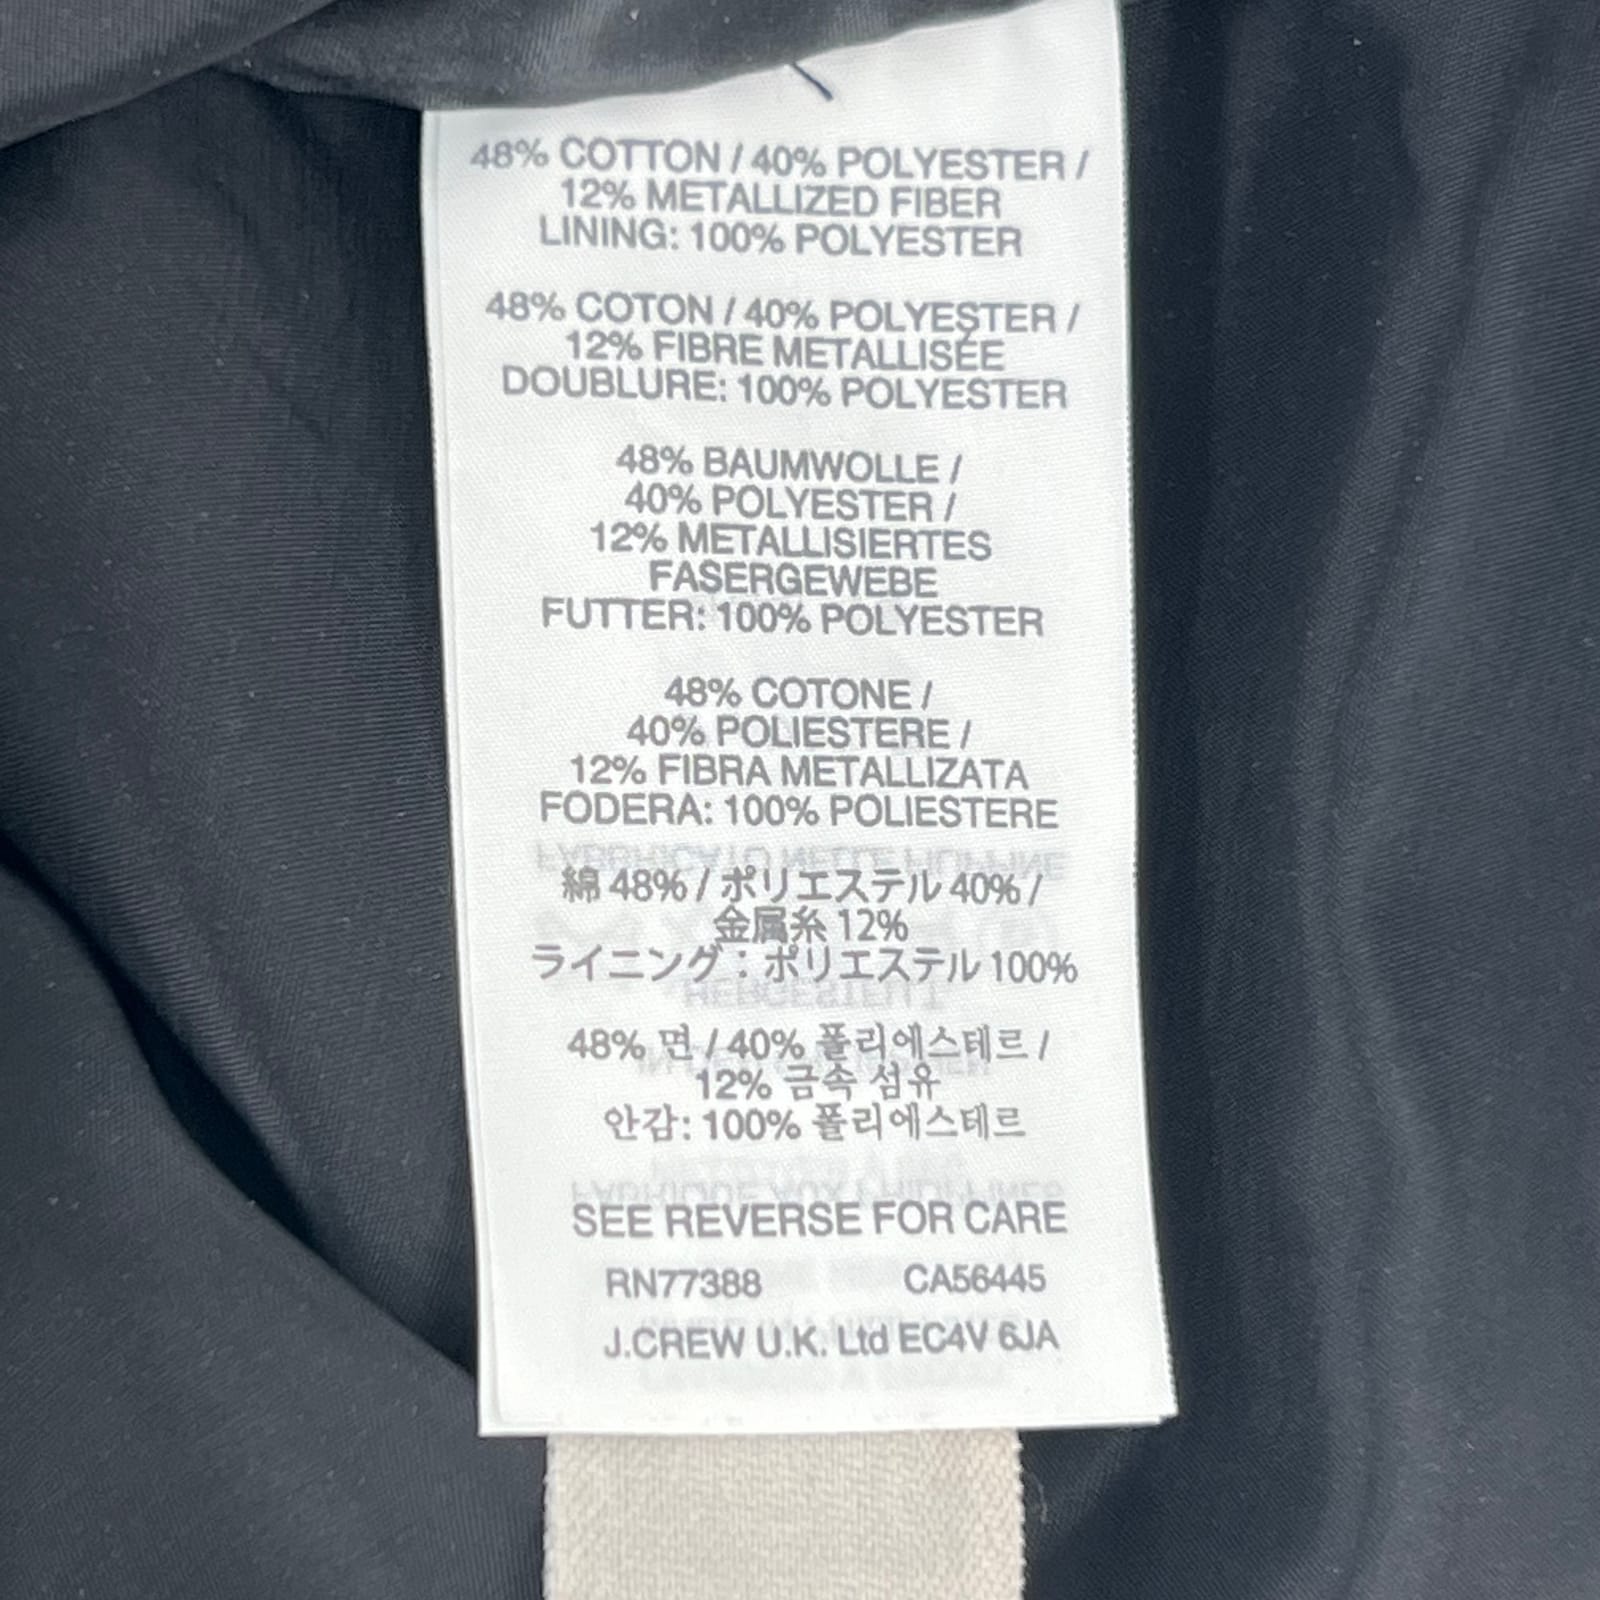 48% COTTON / 40% POLYESTER /
12% METALLIZED FIBER
LINING: 100% POLYESTER
48% COTON / 40% POLYESTER /
12% FIBRE METALLISÉE
DOUBLURE: 100% POLYESTER
48% BAUMWOLLE /
40% POLYESTER /
12% METALLISIERTES
FASERGEWEBE
FUTTER: 100% POLYESTER
48% COTONE /
40% POLIESTERE /
12% FIBRA METALLIZATA
FODERA: 100% POLIESTERE
綿 48% / ポリエステル 40% /
金属糸 12%
ライニング：ポリエステル 100%
48% 면 / 40% 폴리에스테르 /
12% 금속 섬유
안감: 100% 폴리에스테르
SEE REVERSE FOR CARE
RN77388 CA56445
J.CREW U.K. Ltd EC4V 6JA